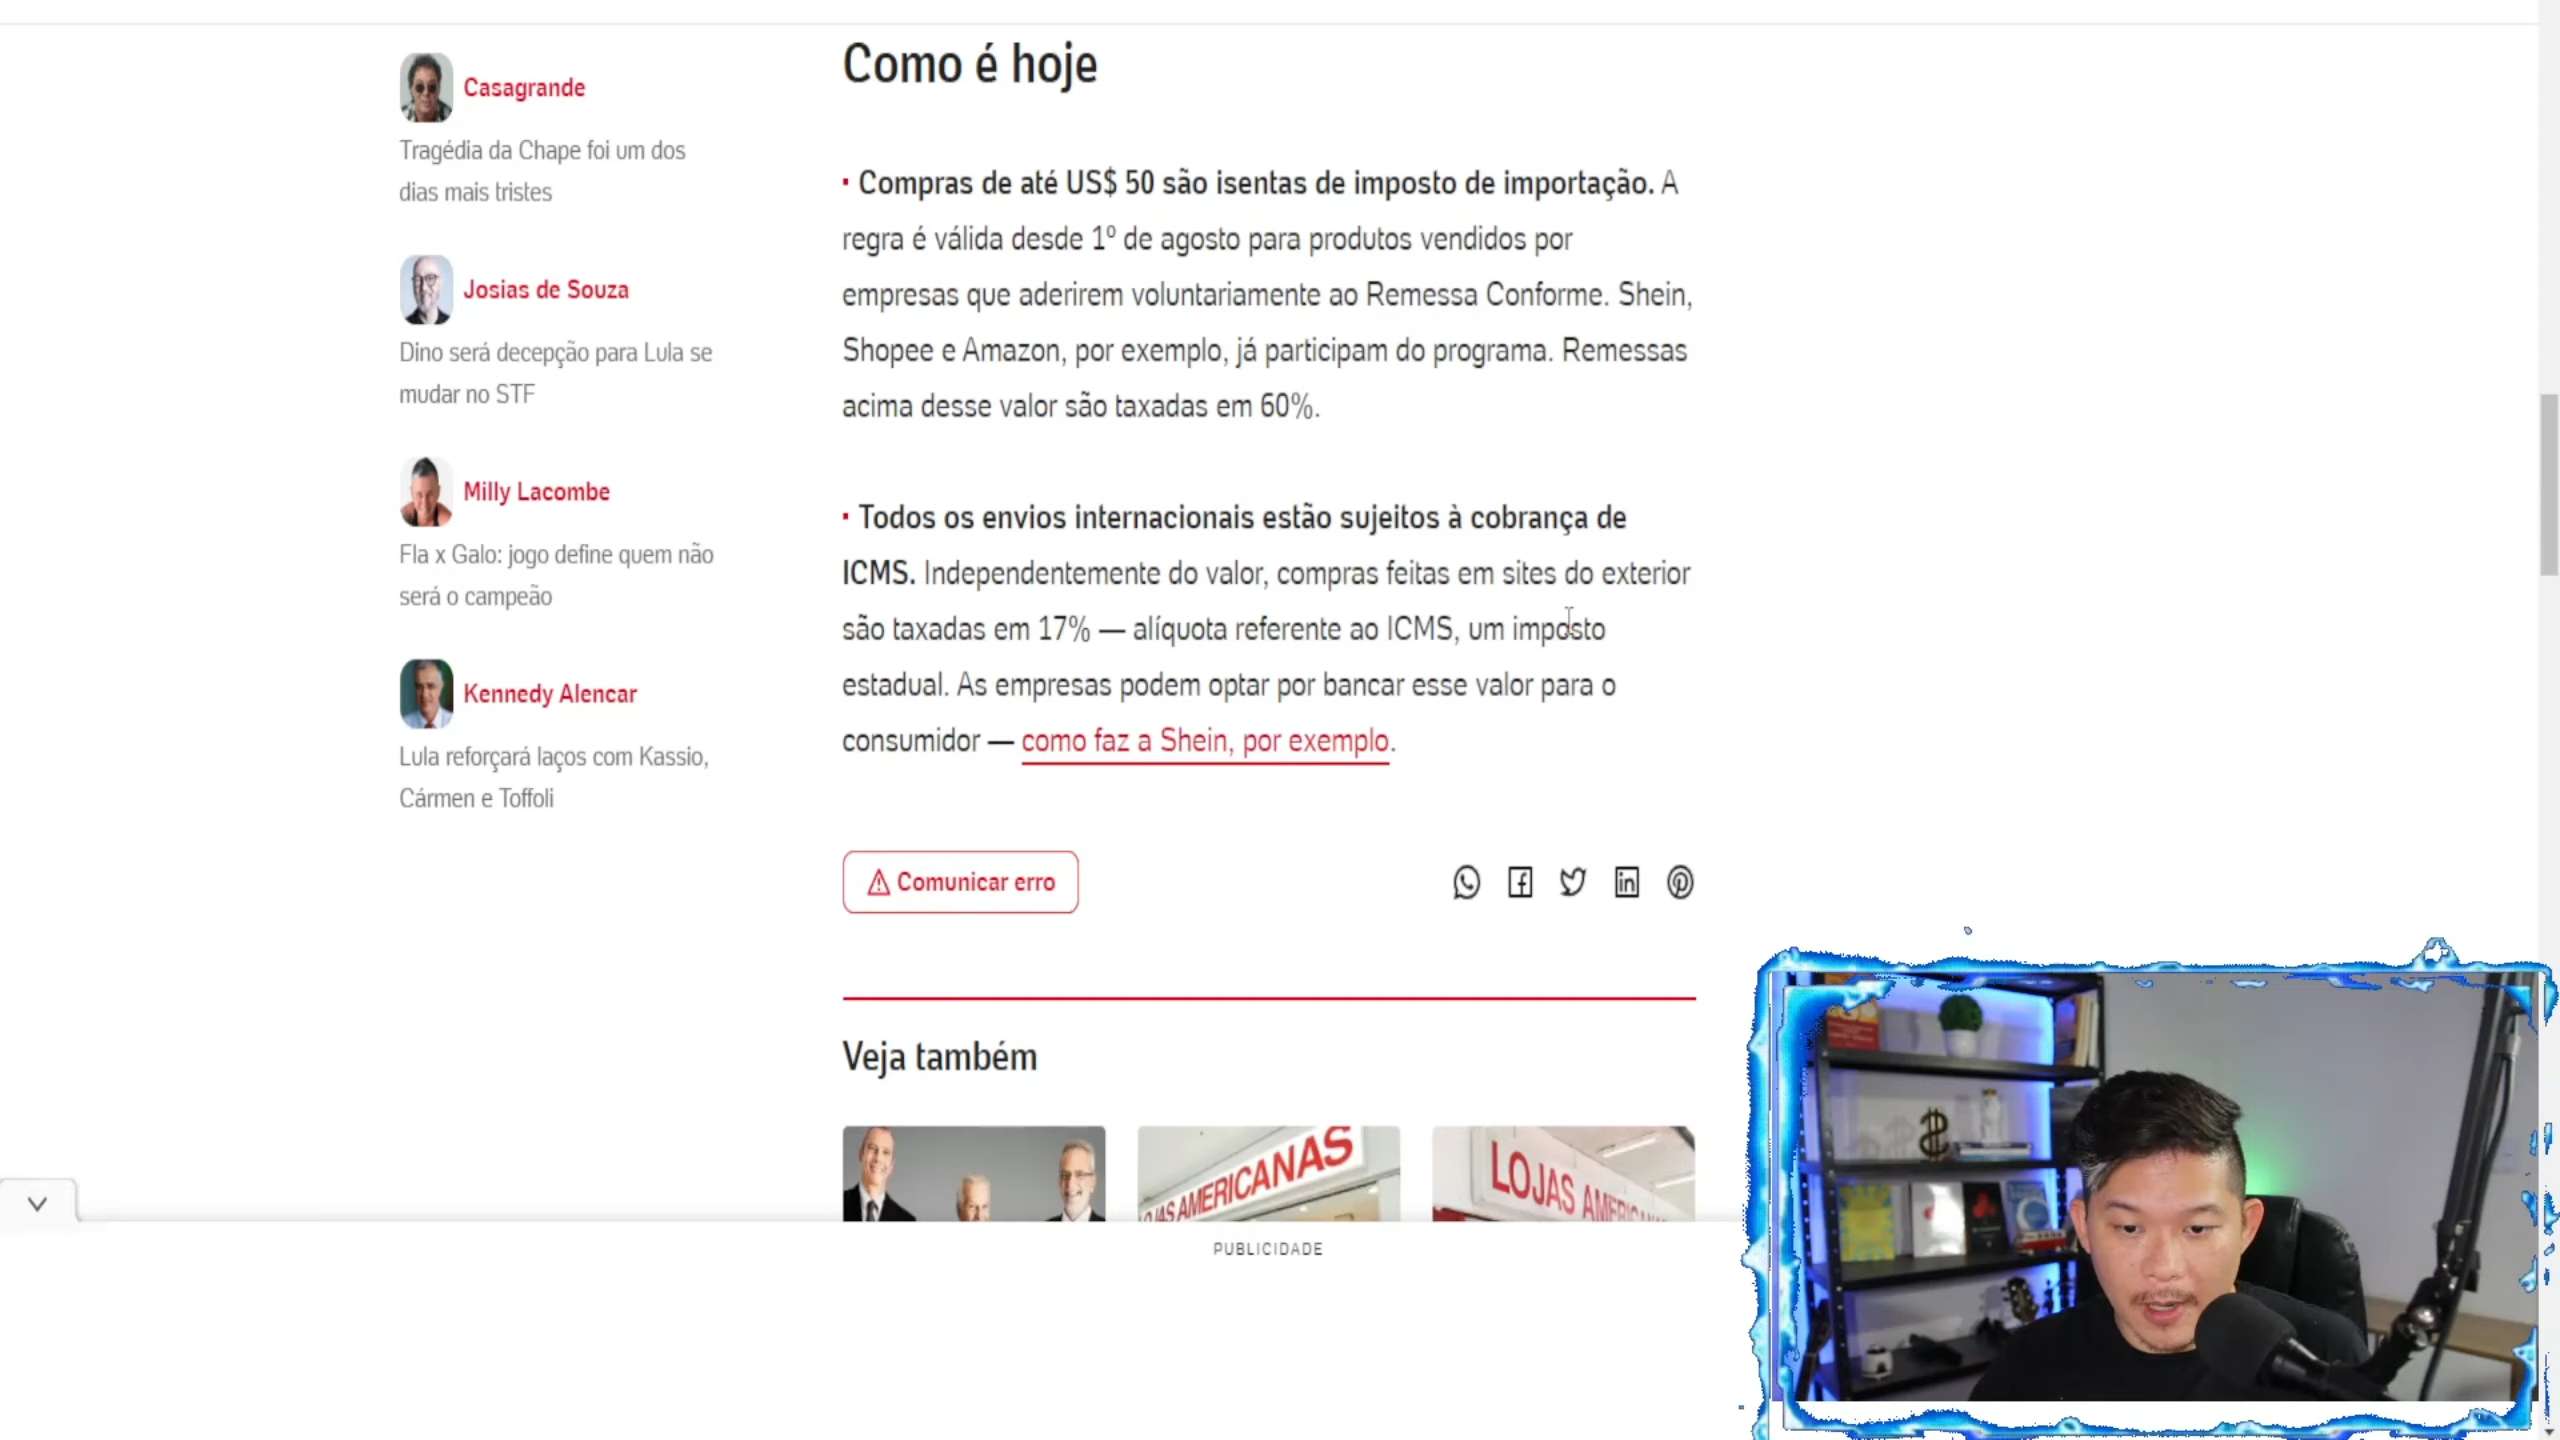 Casagrande
Tragédia da Chape foi um dos
dias mais tristes
Josias de Souza
Dino será decepção para Lula se
mudar no STF
Milly Lacombe
Fla x Galo: jogo define quem não
será o campeão
Kennedy Alencar
Lula reforçará laços com Kassio,
Cármen e Toffoli
Como é hoje
Compras de até US$ 50 são isentas de imposto de importação. A
regra é válida desde 1º de agosto para produtos vendidos por
empresas que aderirem voluntariamente ao Remessa Conforme. Shein,
Shopee e Amazon, por exemplo, já participam do programa. Remessas
acima desse valor são taxadas em 60%.
Todos os envios internacionais estão sujeitos à cobrança de
ICMS. Independentemente do valor, compras feitas em sites do exterior
são taxadas em 17% — alíquota referente ao ICMS, um imposto
estadual. As empresas podem optar por bancar esse valor para o
consumidor — como faz a Shein, por exemplo.
Comunicar erro
Veja também
OJAS AMERICANAS
LOJAS AMERICANA
PUBLICIDADE